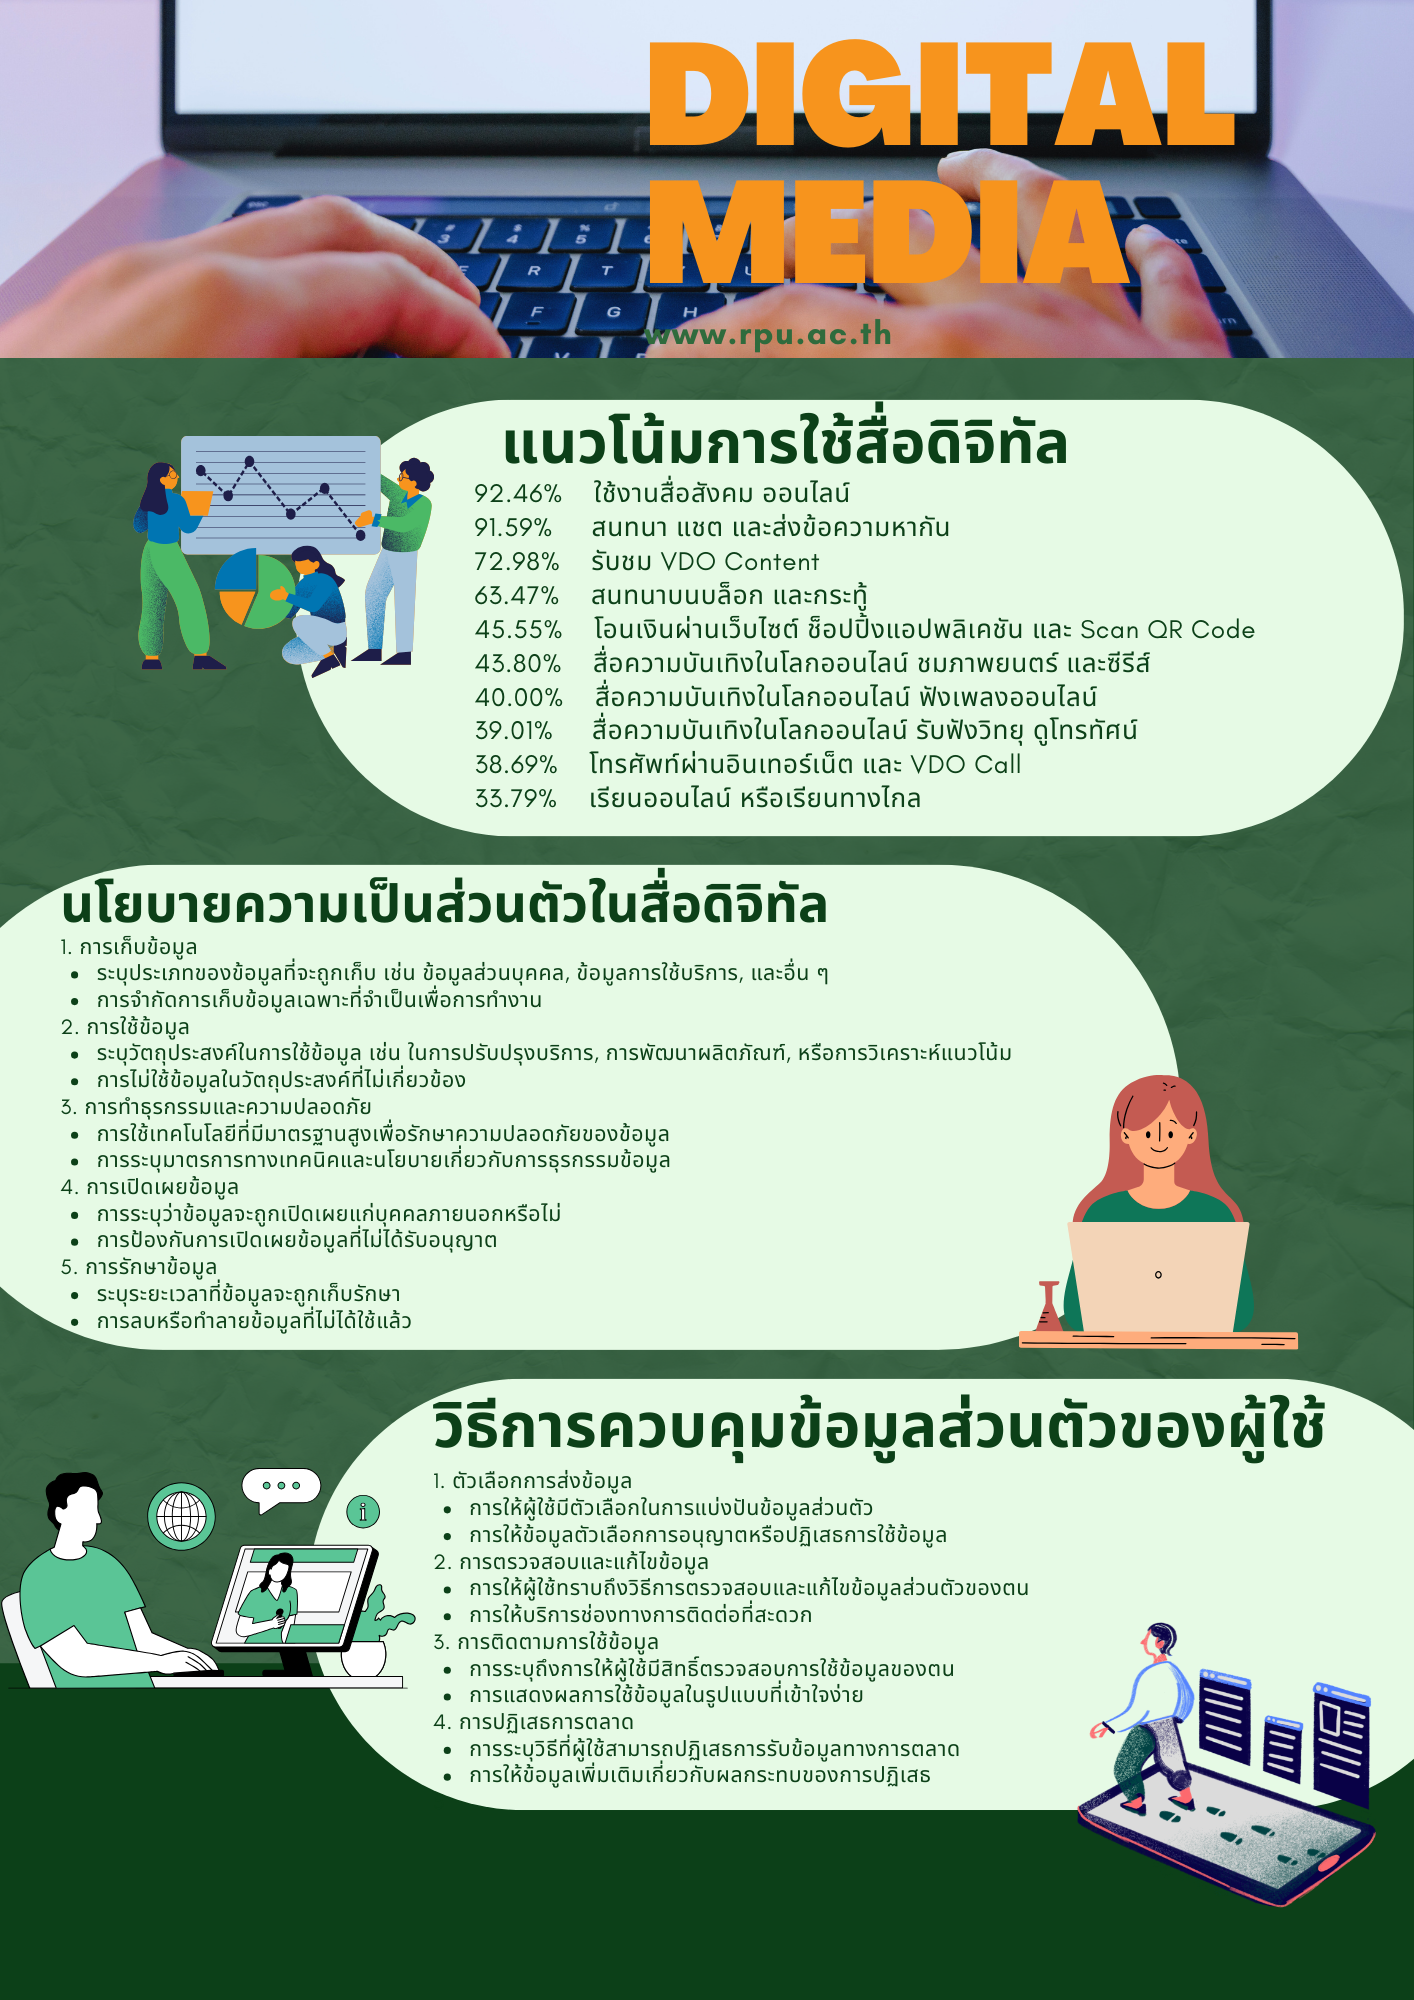 DIGITAL
MEDIA
www.rpu.ac.th
แนวโน้มการใช้สื่อดิจิทัล
92.46% ใช้งานสื่อสังคม ออนไลน์
91.59% สนทนา แชต และส่งข้อความหากัน
72.98% รับชม VDO Content
63.47% สนทนาบนบล็อก และกระทู้
45.55% โอนเงินผ่านเว็บไซต์ ช็อปปิ้งแอปพลิเคชัน และ Scan QR Code
43.80% สื่อความบันเทิงในโลกออนไลน์ ชมภาพยนตร์ และซีรีส์
40.00% สื่อความบันเทิงในโลกออนไลน์ ฟังเพลงออนไลน์
39.01% สื่อความบันเทิงในโลกออนไลน์ รับฟังวิทยุ ดูโทรทัศน์
38.69% โทรศัพท์ผ่านอินเทอร์เน็ต และ VDO Call
33.79% เรียนออนไลน์ หรือเรียนทางไกล
นโยบายความเป็นส่วนตัวในสื่อดิจิทัล
1. การเก็บข้อมูล
• ระบุประเภทของข้อมูลที่จะถูกเก็บ เช่น ข้อมูลส่วนบุคคล, ข้อมูลการใช้บริการ, และอื่น ๆ
• การจำกัดการเก็บข้อมูลเฉพาะที่จำเป็นเพื่อการทำงาน
2. การใช้ข้อมูล
• ระบุวัตถุประสงค์ในการใช้ข้อมูล เช่น ในการปรับปรุงบริการ, การพัฒนาผลิตภัณฑ์, หรือการวิเคราะห์แนวโน้ม
• การไม่ใช้ข้อมูลในวัตถุประสงค์ที่ไม่เกี่ยวข้อง
3. การทำธุรกรรมและความปลอดภัย
• การใช้เทคโนโลยีที่มีมาตรฐานสูงเพื่อรักษาความปลอดภัยของข้อมูล
• การระบุมาตรการทางเทคนิคและนโยบายเกี่ยวกับการธุรกรรมข้อมูล
4. การเปิดเผยข้อมูล
• การระบุว่าข้อมูลจะถูกเปิดเผยแก่บุคคลภายนอกหรือไม่
• การป้องกันการเปิดเผยข้อมูลที่ไม่ได้รับอนุญาต
5. การรักษาข้อมูล
• ระบุระยะเวลาที่ข้อมูลจะถูกเก็บรักษา
• การลบหรือทำลายข้อมูลที่ไม่ได้ใช้แล้ว
วิธีการควบคุมข้อมูลส่วนตัวของผู้ใช้
1. ตัวเลือกการส่งข้อมูล
• การให้ผู้ใช้มีตัวเลือกในการแบ่งปันข้อมูลส่วนตัว
• การให้ข้อมูลตัวเลือกการอนุญาตหรือปฏิเสธการใช้ข้อมูล
2. การตรวจสอบและแก้ไขข้อมูล
• การให้ผู้ใช้ทราบถึงวิธีการตรวจสอบและแก้ไขข้อมูลส่วนตัวของตน
• การให้บริการช่องทางการติดต่อที่สะดวก
3. การติดตามการใช้ข้อมูล
• การระบุถึงการให้ผู้ใช้มีสิทธิ์ตรวจสอบการใช้ข้อมูลของตน
• การแสดงผลการใช้ข้อมูลในรูปแบบที่เข้าใจง่าย
4. การปฏิเสธการตลาด
• การระบุวิธีที่ผู้ใช้สามารถปฏิเสธการรับข้อมูลทางการตลาด
• การให้ข้อมูลเพิ่มเติมเกี่ยวกับผลกระทบของการปฏิเสธ